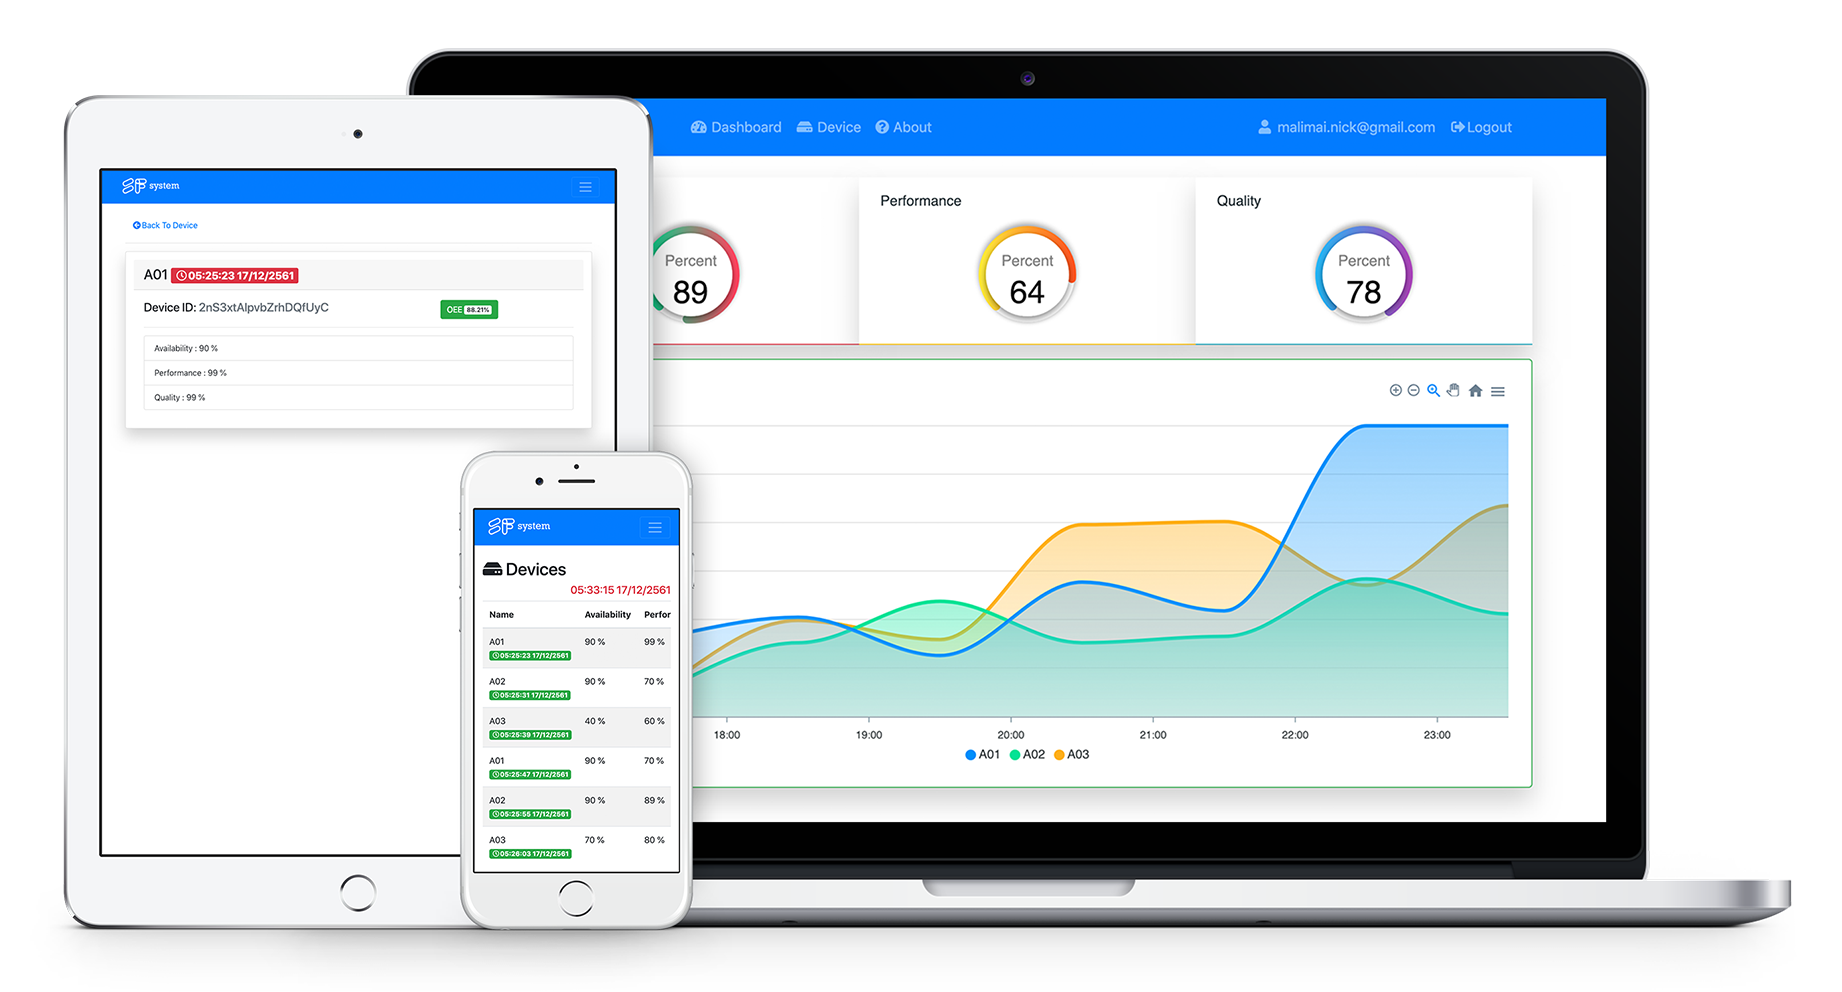 Dashboard Device About malimai.nick@gmail.com Logout
Performance
Quality
Percent
89
Percent
64
Percent
78
18:00 19:00 20:00 21:00 22:00 23:00
A01 A02 A03
SF system
Back To Device
A01 05:25:23 17/12/2561
Device ID: 2nS3xtAlpvbZrhDQfUyC
OEE 88.21%
Availability : 90 %
Performance : 99 %
Quality : 99 %
SF system
Devices
05:33:15 17/12/2561
Name Availability Perfor
A01 90 % 99 %
05:25:23 17/12/2561
A02 90 % 70 %
05:25:31 17/12/2561
A03 40 % 60 %
05:25:39 17/12/2561
A01 90 % 70 %
05:25:47 17/12/2561
A02 90 % 89 %
05:25:55 17/12/2561
A03 70 % 80 %
05:26:03 17/12/2561